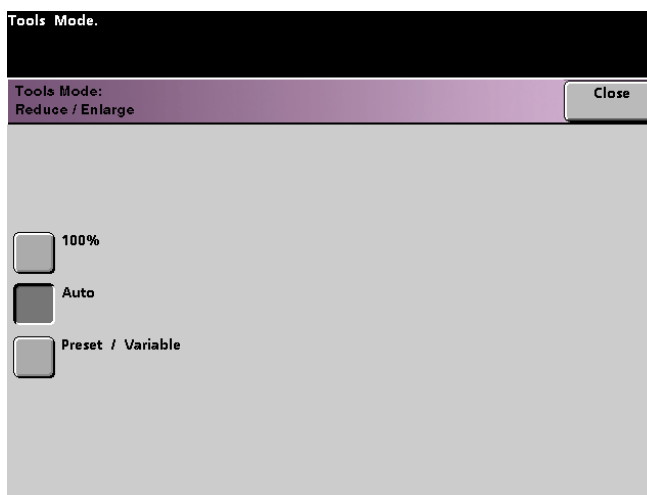 Tools Mode.
Tools Mode:
Reduce / Enlarge
Close
100%
Auto
Preset / Variable